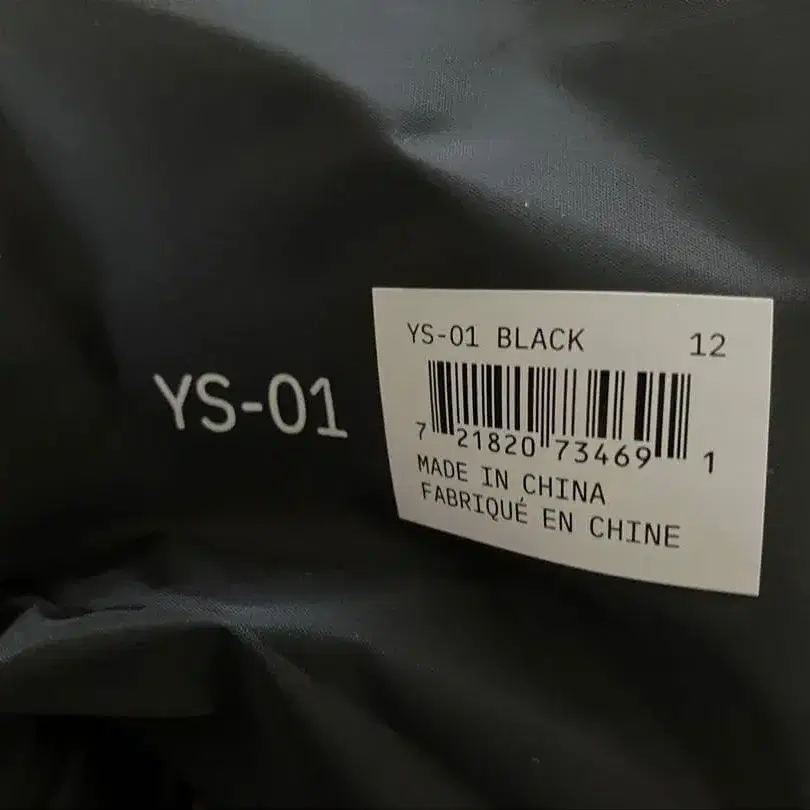 YS-01
YS-01 BLACK 12
7 21820 73469 1
MADE IN CHINA
FABRIQUÉ EN CHINE